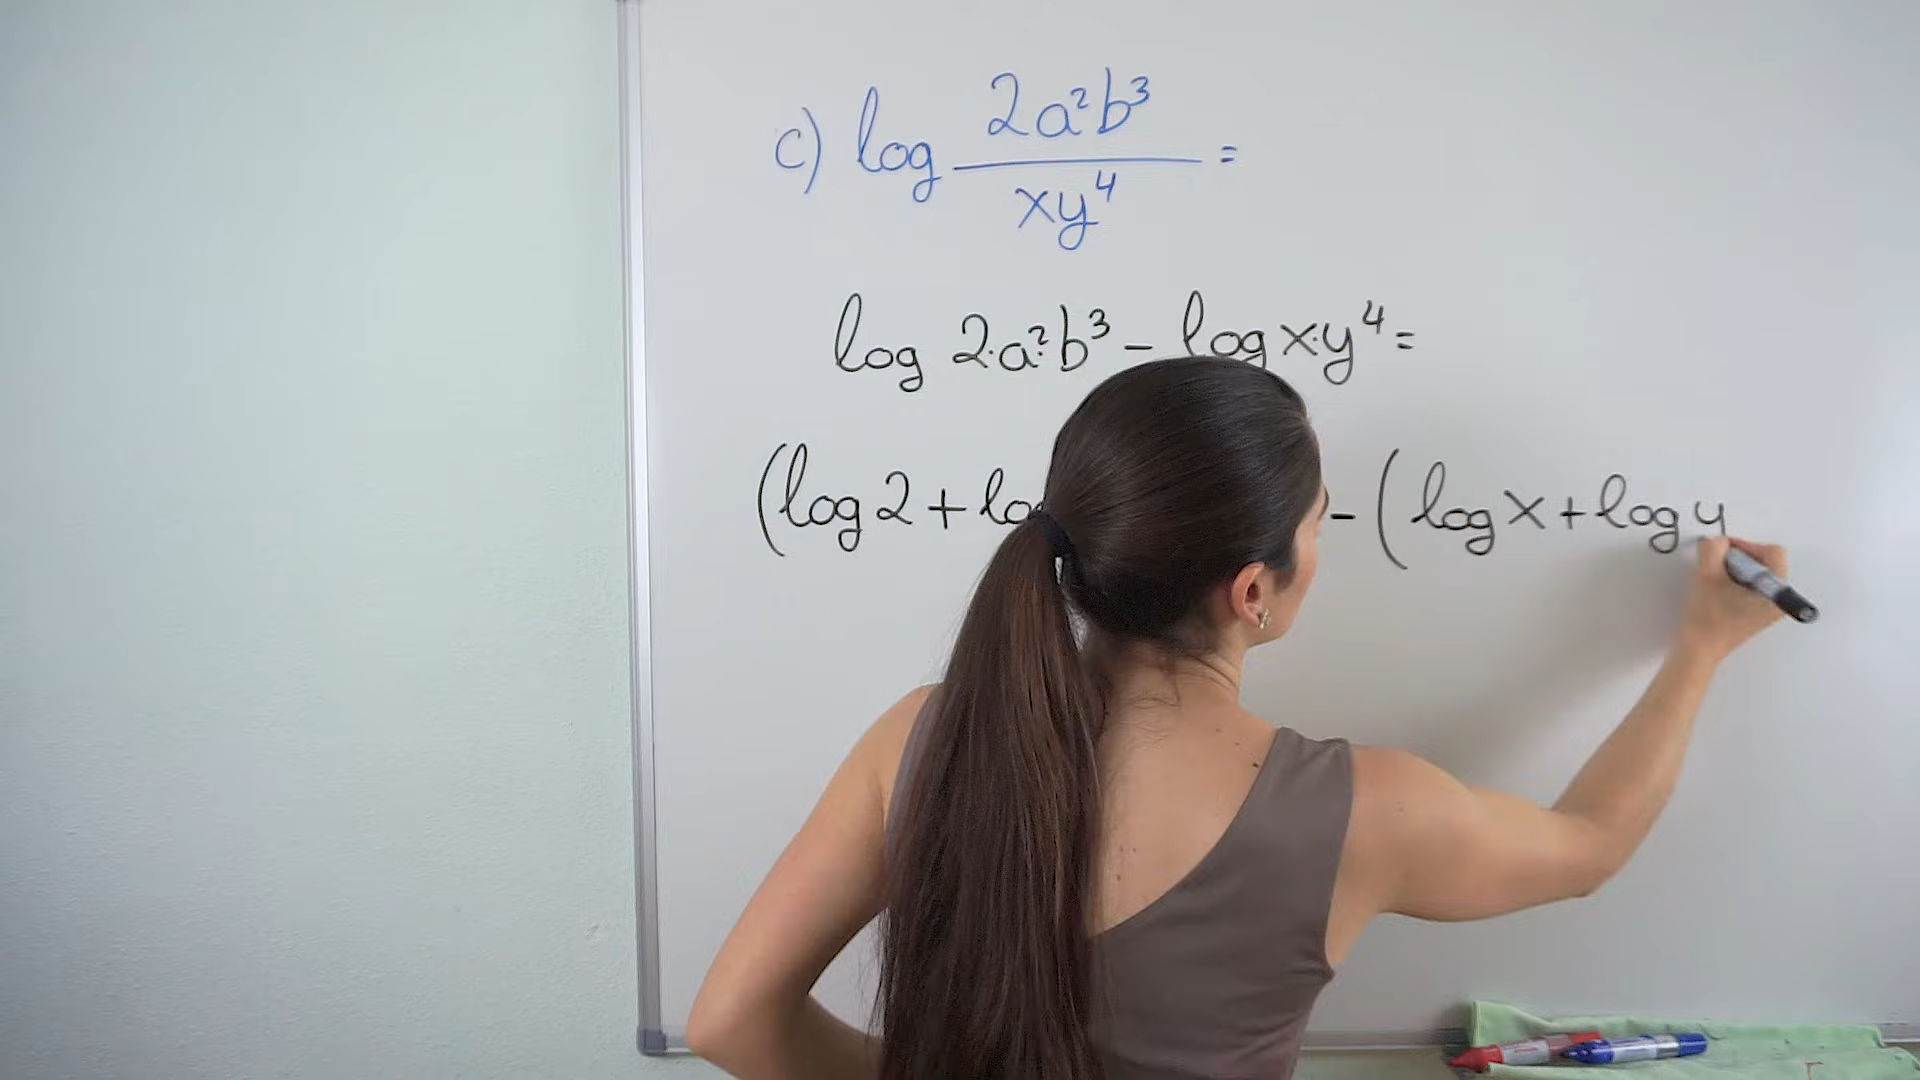 c) log 2a²b³ / xy⁴ =
log 2·a²·b³ - log x·y⁴ =
(log 2 + lo - (log x + log y